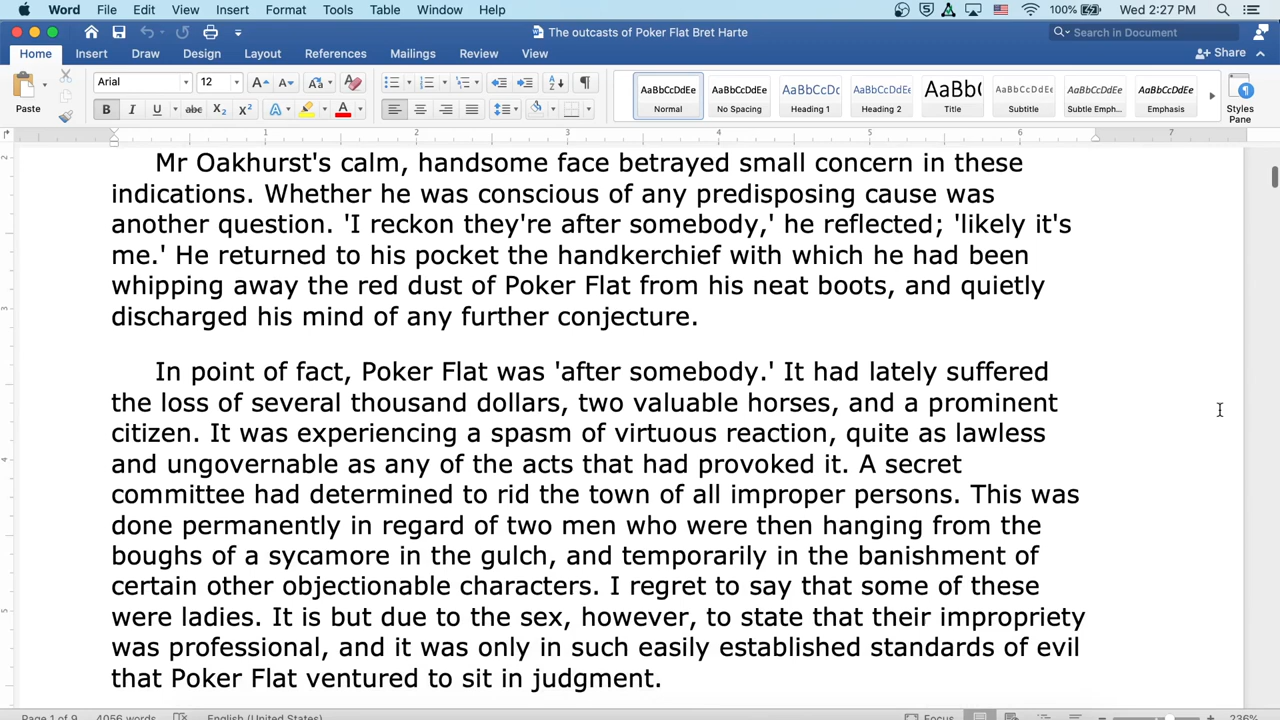 Word File Edit View Insert Format Tools Table Window Help 100% Wed 2:27 PM
The outcasts of Poker Flat Bret Harte
Search in Document
Home Insert Draw Design Layout References Mailings Review View Share
Paste
Arial 12
B I U abc X₂ X²
AaBbCcDdEe AaBbCcDdEe AaBbCcDc AaBbCcDdEe AaBbC AaBbCcDdEe AaBbCcDdEe AaBbCcDdEe
Normal No Spacing Heading 1 Heading 2 Title Subtitle Subtle Emph... Emphasis
Styles
Pane
1 2 3 4 5 6 7
Mr Oakhurst's calm, handsome face betrayed small concern in these
indications. Whether he was conscious of any predisposing cause was
another question. 'I reckon they're after somebody,' he reflected; 'likely it's
me.' He returned to his pocket the handkerchief with which he had been
whipping away the red dust of Poker Flat from his neat boots, and quietly
discharged his mind of any further conjecture.
In point of fact, Poker Flat was 'after somebody.' It had lately suffered
the loss of several thousand dollars, two valuable horses, and a prominent
citizen. It was experiencing a spasm of virtuous reaction, quite as lawless
and ungovernable as any of the acts that had provoked it. A secret
committee had determined to rid the town of all improper persons. This was
done permanently in regard of two men who were then hanging from the
boughs of a sycamore in the gulch, and temporarily in the banishment of
certain other objectionable characters. I regret to say that some of these
were ladies. It is but due to the sex, however, to state that their impropriety
was professional, and it was only in such easily established standards of evil
that Poker Flat ventured to sit in judgment.
Page 1 of 9 4056 words English (United States) Focus 236%